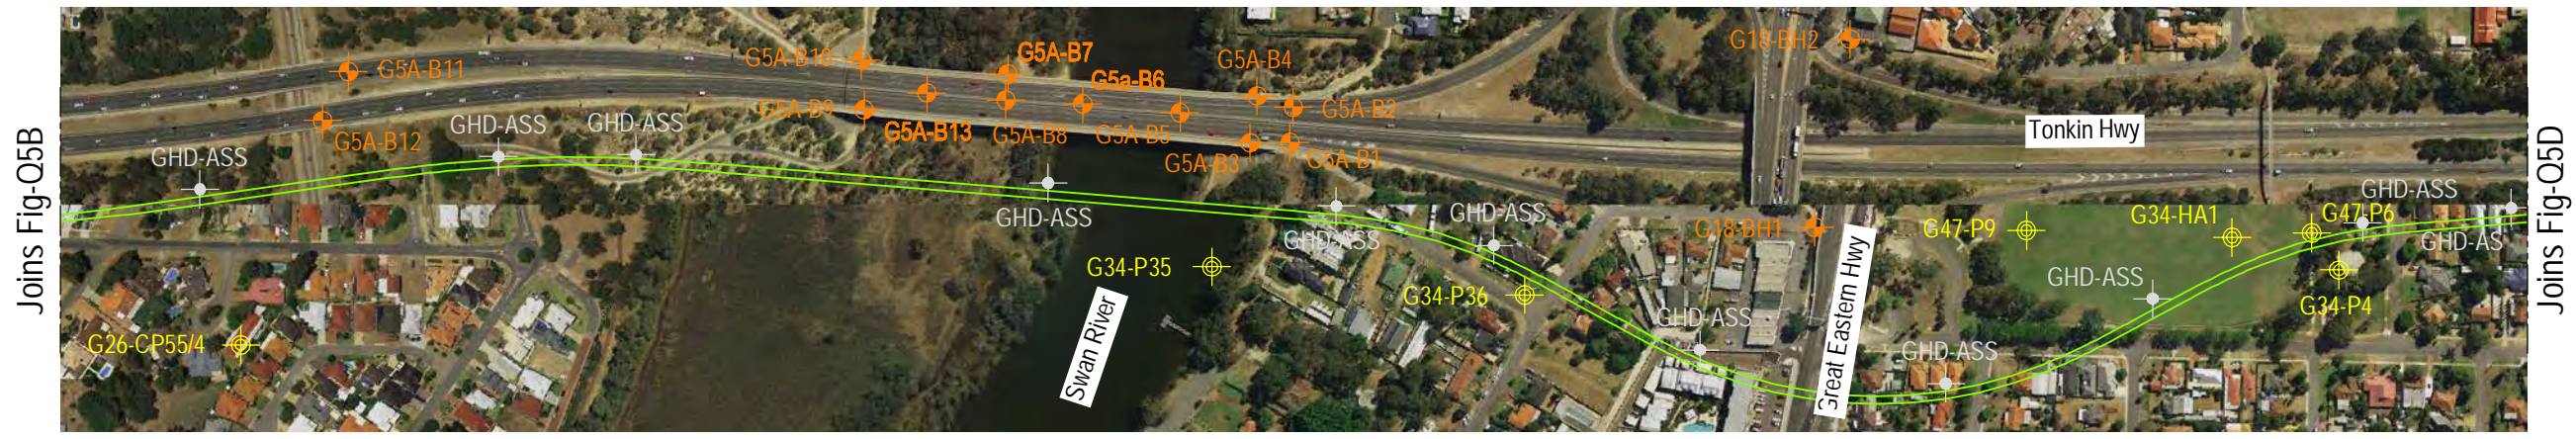 Joins Fig-Q5B
G5A-B11
G5A-B10
G5A-B7
G5a-B6
G5A-B4
G18-BH2
G5A-B12
GHD-ASS
GHD-ASS
G5A-B9
G5A-B13
G5A-B8
G5A-B5
G5A-B3
G5A-B2
G5A-B1
Tonkin Hwy
GHD-ASS
GHD-ASS
GHD-ASS
GHD-ASS
G18-BH1
G47-P9
G34-HA1
G47-P6
GHD-ASS
GHD-AS
G26-CP55/4
G34-P35
Swan River
G34-P36
GHD-ASS
Great Eastern Hwy
GHD-ASS
GHD-ASS
G34-P4
Joins Fig-Q5D